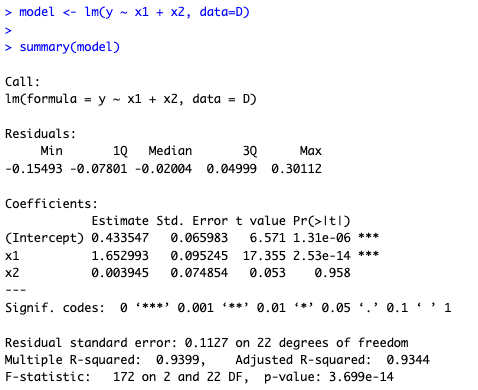 > model <- lm(y ~ x1 + x2, data=D)
>
> summary(model)
Call:
lm(formula = y ~ x1 + x2, data = D)
Residuals:
     Min       1Q   Median       3Q      Max
-0.15493 -0.07801 -0.02004  0.04999  0.30112
Coefficients:
            Estimate Std. Error t value Pr(>|t|)
(Intercept) 0.433547   0.065983   6.571 1.31e-06 ***
x1          1.652993   0.095245  17.355 2.53e-14 ***
x2          0.003945   0.074854   0.053    0.958
---
Signif. codes:  0 ‘***’ 0.001 ‘**’ 0.01 ‘*’ 0.05 ‘.’ 0.1 ‘ ’ 1
Residual standard error: 0.1127 on 22 degrees of freedom
Multiple R-squared:  0.9399,    Adjusted R-squared:  0.9344
F-statistic:   172 on 2 and 22 DF,  p-value: 3.699e-14